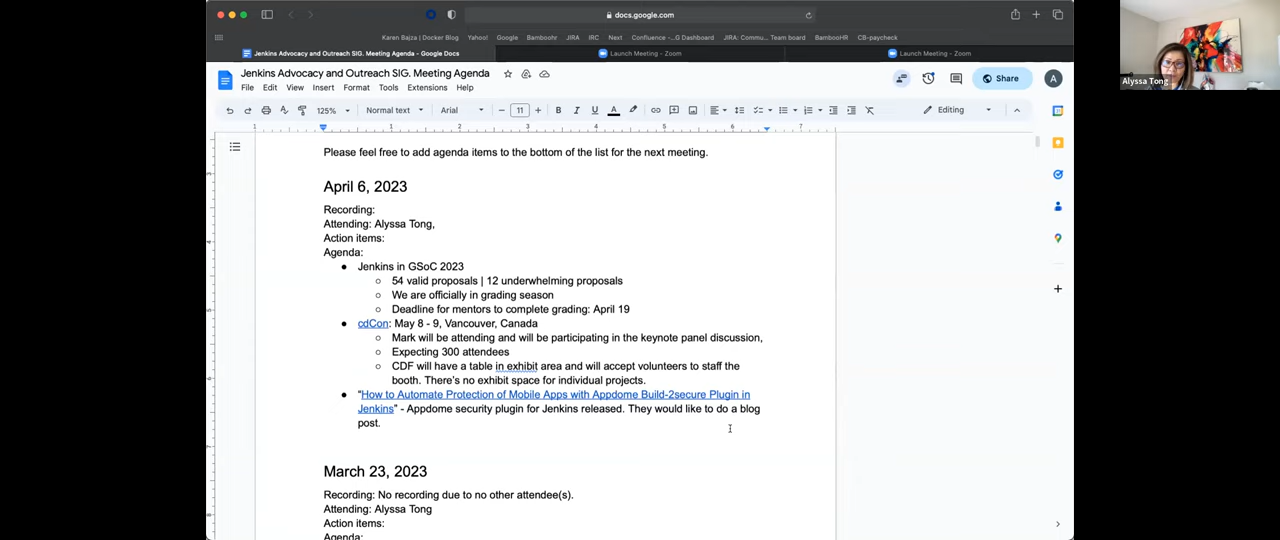 docs.google.com
Karen Bajza | Docker Blog Yahoo! Google Bamboohr JIRA IRC Next Confluence -...G Dashboard JIRA: Commu... Team board BambooHR CB-paycheck
Jenkins Advocacy and Outreach SIG. Meeting Agenda - Google Docs
Launch Meeting - Zoom
Launch Meeting - Zoom
Alyssa Tong
Jenkins Advocacy and Outreach SIG. Meeting Agenda
File Edit View Insert Format Tools Extensions Help
Share
A
125% Normal text Arial 11 Editing
1 1 2 3 4 5 6 7
Please feel free to add agenda items to the bottom of the list for the next meeting.
April 6, 2023
Recording:
Attending: Alyssa Tong,
Action items:
Agenda:
● Jenkins in GSoC 2023
○ 54 valid proposals | 12 underwhelming proposals
○ We are officially in grading season
○ Deadline for mentors to complete grading: April 19
● cdCon: May 8 - 9, Vancouver, Canada
○ Mark will be attending and will be participating in the keynote panel discussion,
○ Expecting 300 attendees
○ CDF will have a table in exhibit area and will accept volunteers to staff the
booth. There's no exhibit space for individual projects.
● "How to Automate Protection of Mobile Apps with Appdome Build-2secure Plugin in
Jenkins" - Appdome security plugin for Jenkins released. They would like to do a blog
post.
March 23, 2023
Recording: No recording due to no other attendee(s).
Attending: Alyssa Tong
Action items:
Agenda: